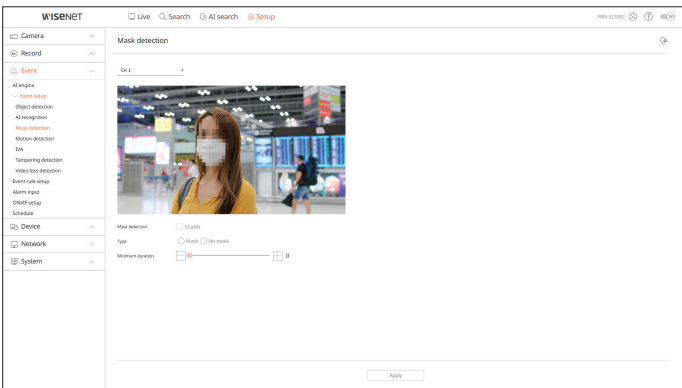 WISENET
Live Search AI search Setup
PRN-3210B2
Camera
Record
Event
AI engine
Event setup
Object detection
AI recognition
Mask detection
Motion detection
IVA
Tampering detection
Video loss detection
Event rule setup
Alarm input
ONVIF setup
Schedule
Device
Network
System
Mask detection
CH 1
Mask detection Enable
Type Mask No mask
Minimum duration 0
Apply